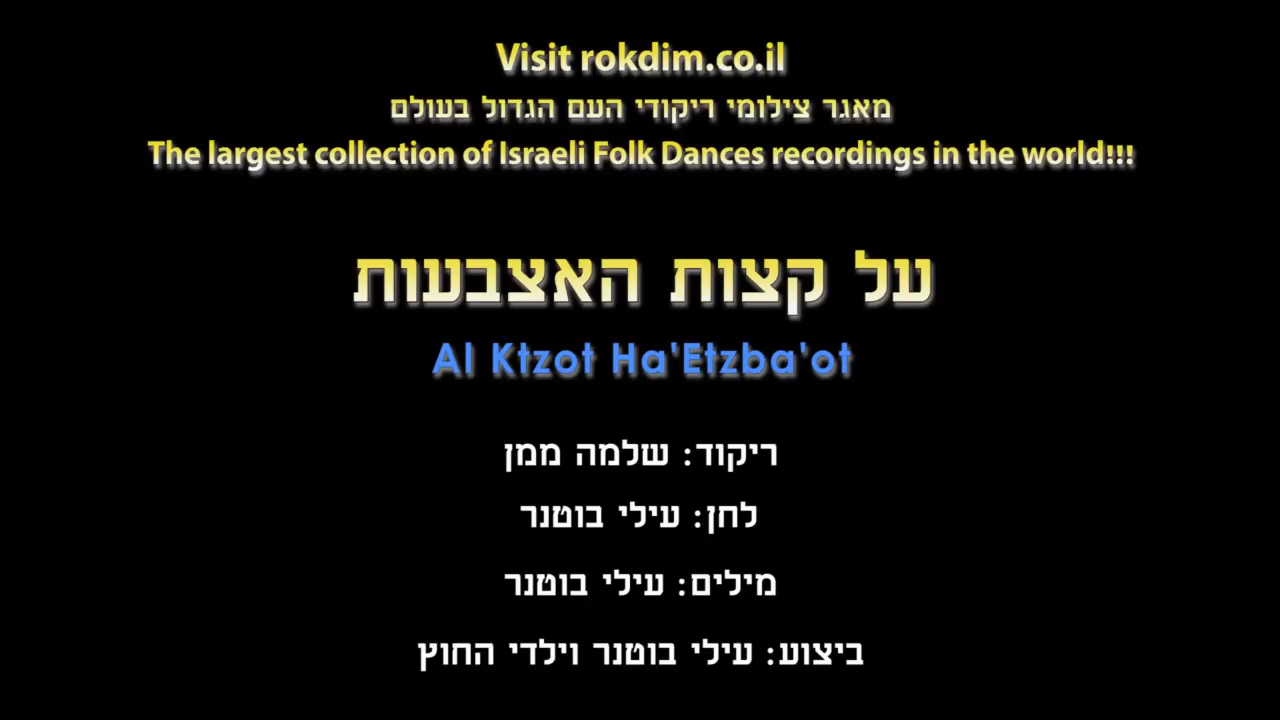 Visit rokdim.co.il
מאגר צילומי ריקודי העם הגדול בעולם
The largest collection of Israeli Folk Dances recordings in the world!!!
על קצות האצבעות
Al Ktzot Ha'Etzba'ot
ריקוד: שלמה ממן
לחן: עילי בוטנר
מילים: עילי בוטנר
ביצוע: עילי בוטנר וילדי החוץ